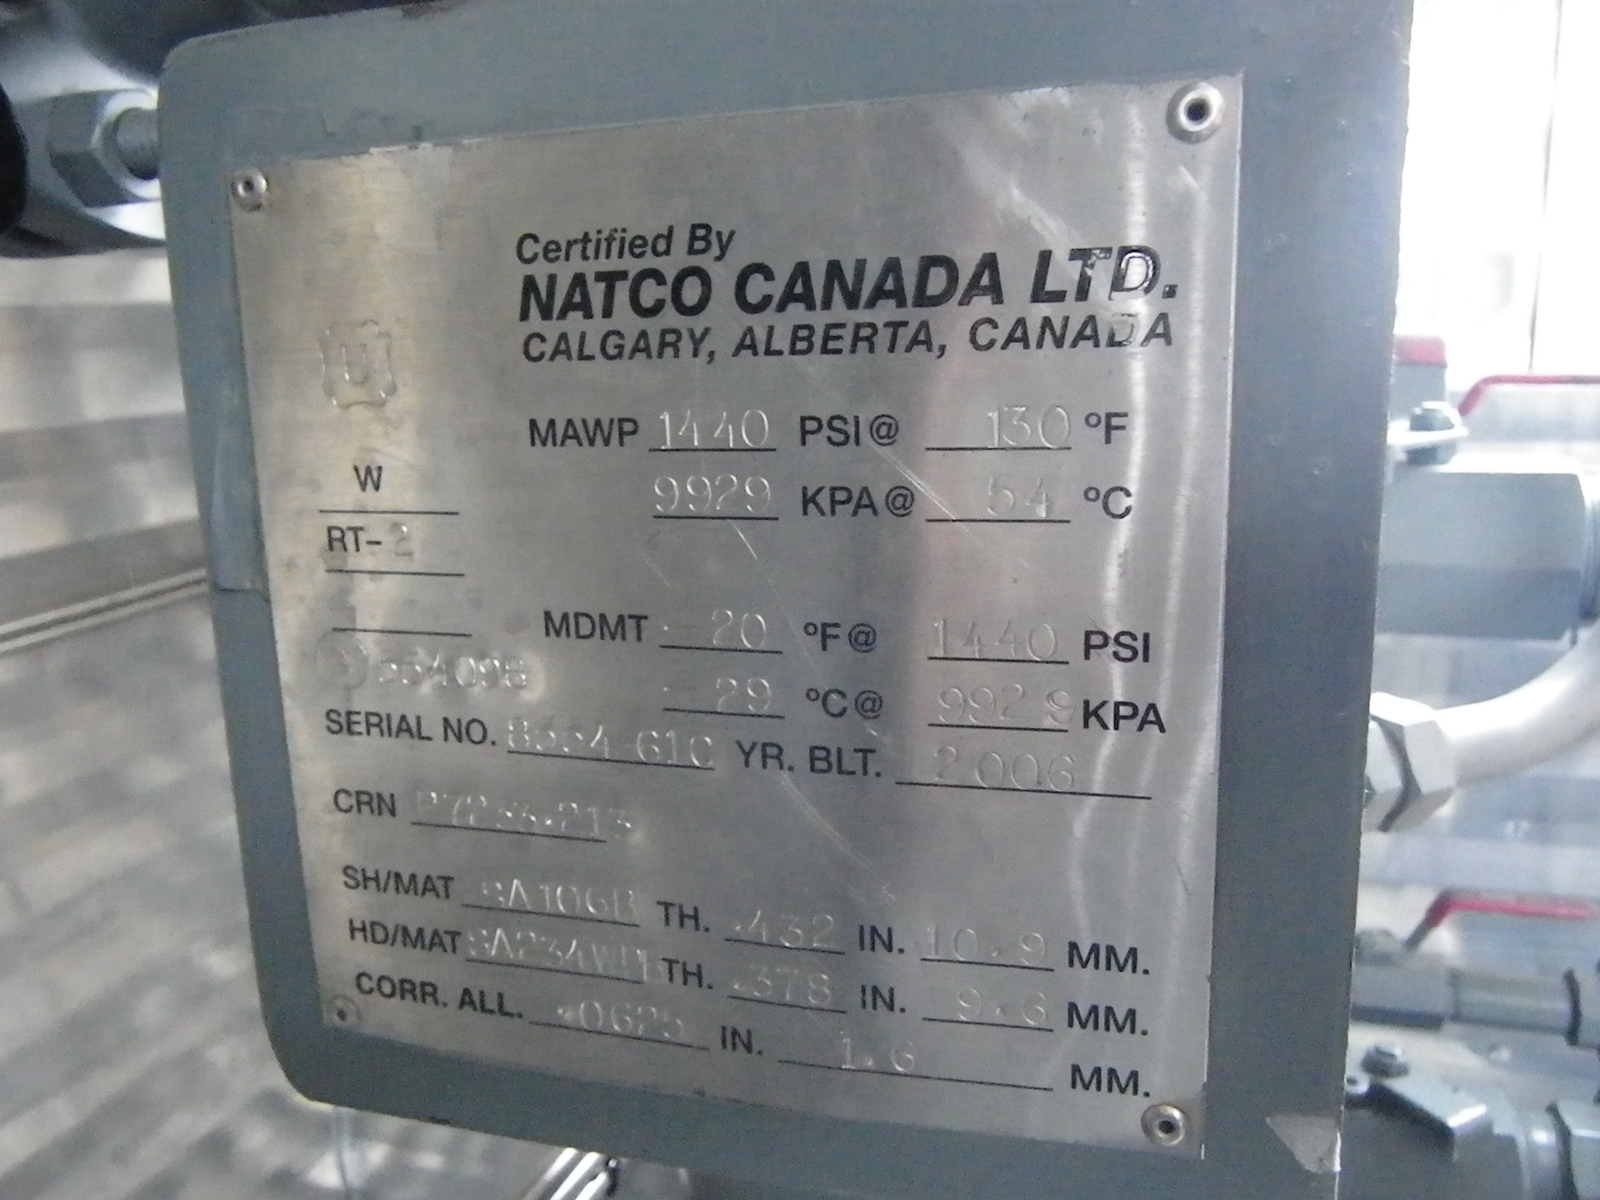 Certified By
NATCO CANADA LTD.
CALGARY, ALBERTA, CANADA
U
MAWP 1440 PSI @ 130 °F
9929 KPA @ 54 °C
W
RT-2
MDMT -20 °F @ 1440 PSI
-29 °C @ 9929 KPA
SERIAL NO. YR. BLT. 2006
CRN
SH/MAT SA106B TH. .432 IN. 10.9 MM.
HD/MAT TH. .378 IN. 9.6 MM.
CORR. ALL. .0625 IN. 1.6 MM.